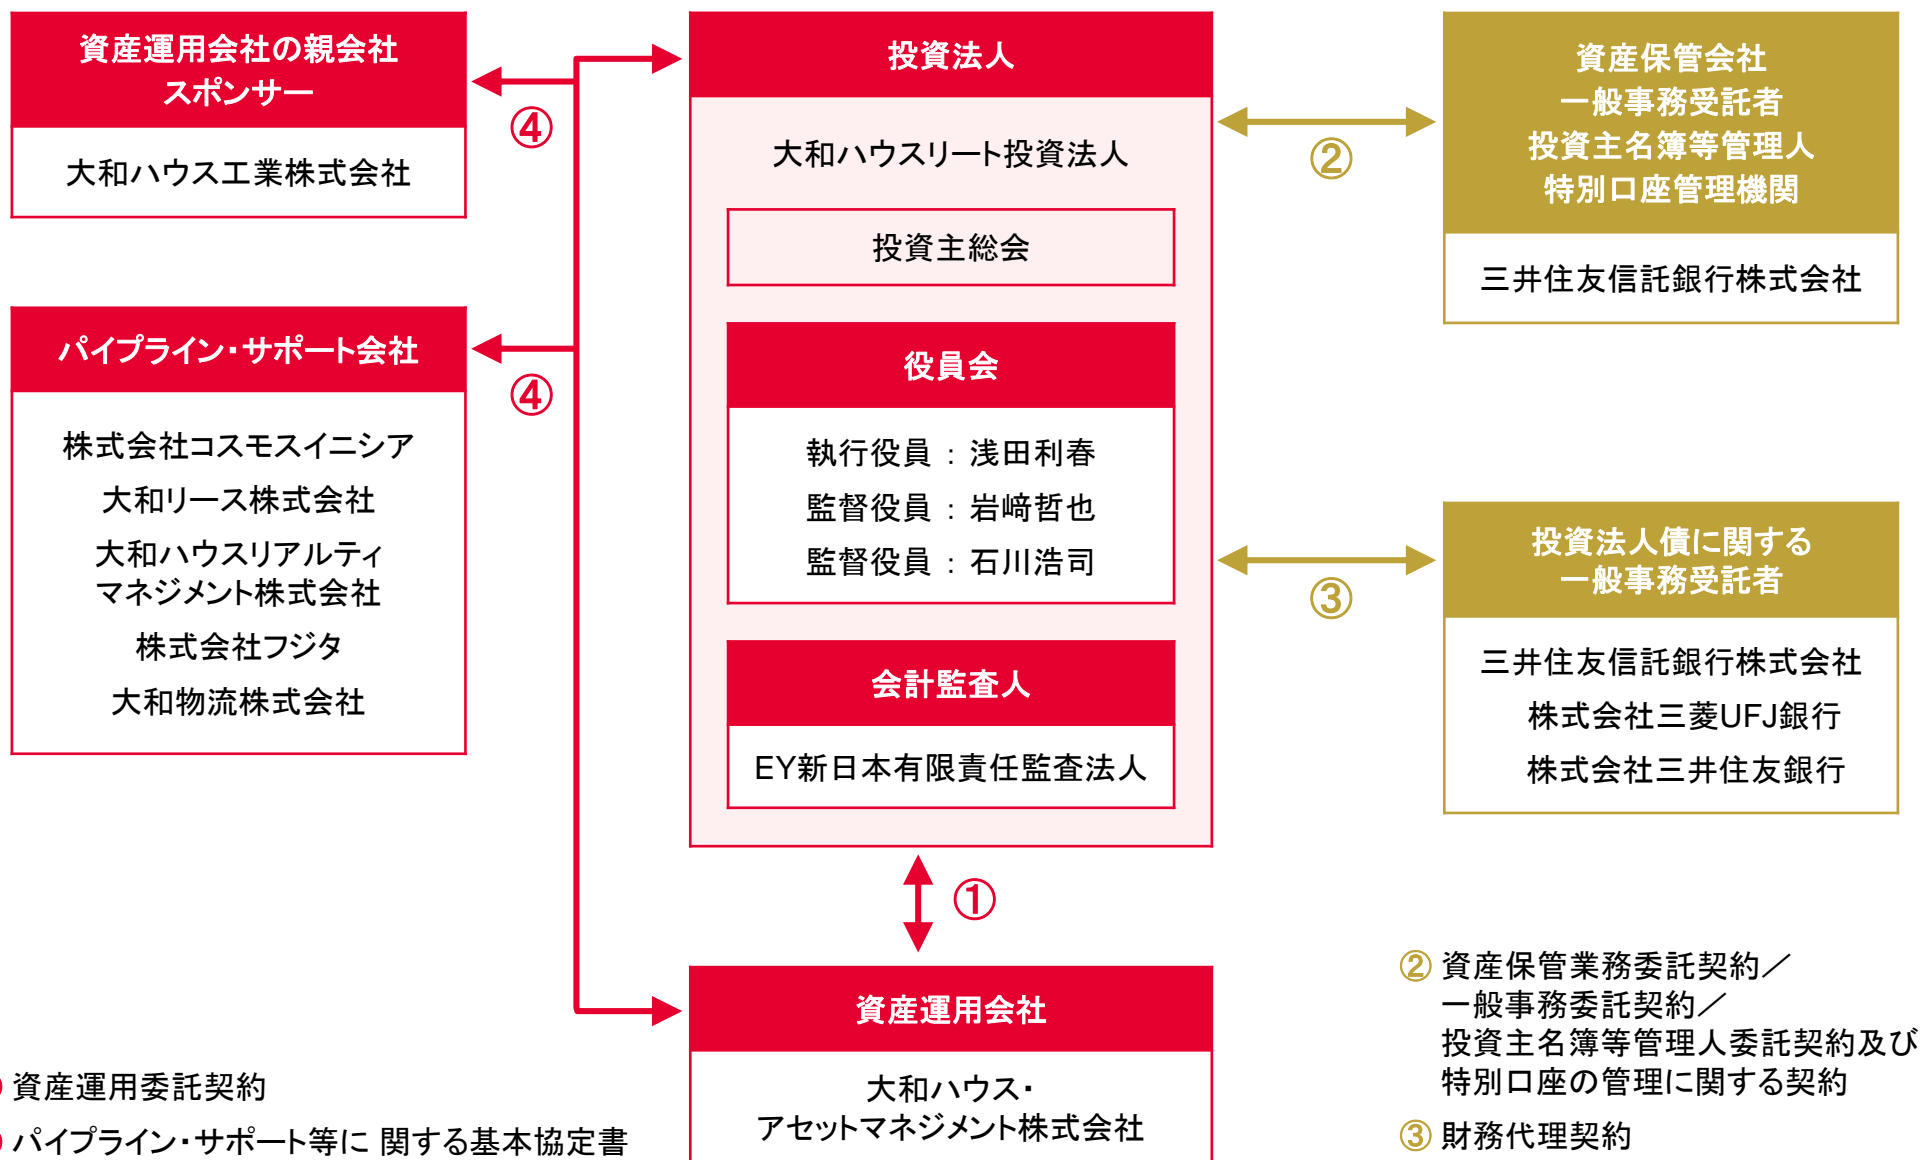 資産運用会社の親会社
スポンサー
大和ハウス工業株式会社
④
パイプライン・サポート会社
④
株式会社コスモスイニシア
大和リース株式会社
大和ハウスリアルティ
マネジメント株式会社
株式会社フジタ
大和物流株式会社
投資法人
大和ハウスリート投資法人
投資主総会
役員会
執行役員 : 浅田利春
監督役員 : 岩﨑哲也
監督役員 : 石川浩司
会計監査人
EY新日本有限責任監査法人
①
資産運用会社
大和ハウス・
アセットマネジメント株式会社
②
資産保管会社
一般事務受託者
投資主名簿等管理人
特別口座管理機関
三井住友信託銀行株式会社
③
投資法人債に関する
一般事務受託者
三井住友信託銀行株式会社
株式会社三菱UFJ銀行
株式会社三井住友銀行
資産運用委託契約
パイプライン・サポート等に 関する基本協定書
② 資産保管業務委託契約／
一般事務委託契約／
投資主名簿等管理人委託契約及び
特別口座の管理に関する契約
③ 財務代理契約